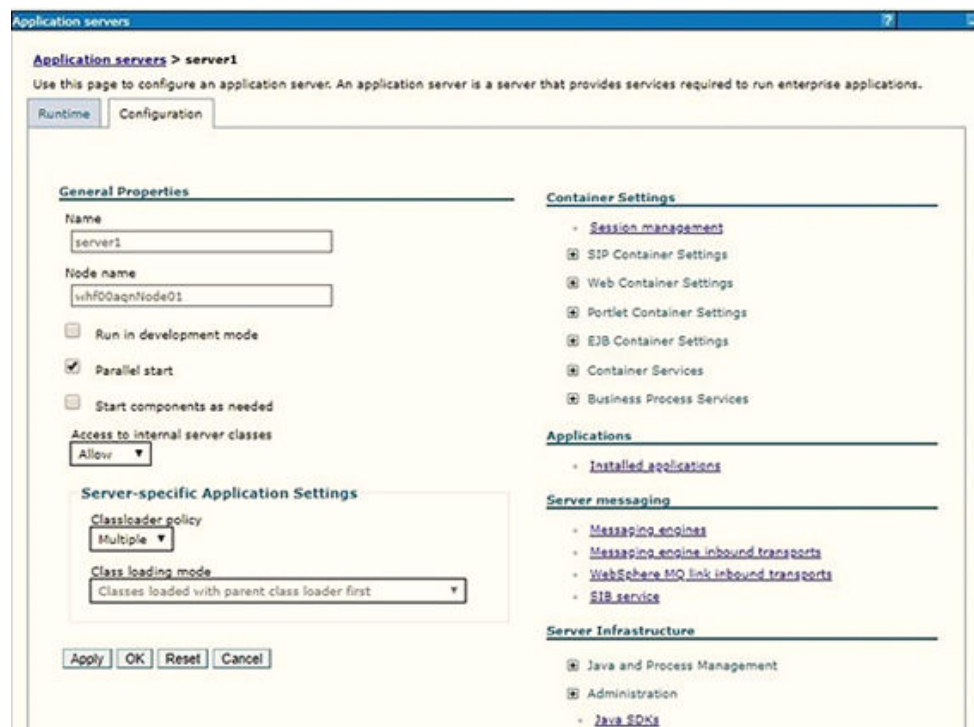 Application servers
?
Application servers > server1
Use this page to configure an application server. An application server is a server that provides services required to run enterprise applications.
Runtime
Configuration
General Properties
Name
server1
Node name
whf00aqnNode01
Run in development mode
Parallel start
Start components as needed
Access to internal server classes
Allow
Server-specific Application Settings
Classloader policy
Multiple
Class loading mode
Classes loaded with parent class loader first
Apply OK Reset Cancel
Container Settings
Session management
SIP Container Settings
Web Container Settings
Portlet Container Settings
EJB Container Settings
Container Services
Business Process Services
Applications
Installed applications
Server messaging
Messaging engines
Messaging engine inbound transports
WebSphere MQ link inbound transports
SIB service
Server Infrastructure
Java and Process Management
Administration
Java SDKs